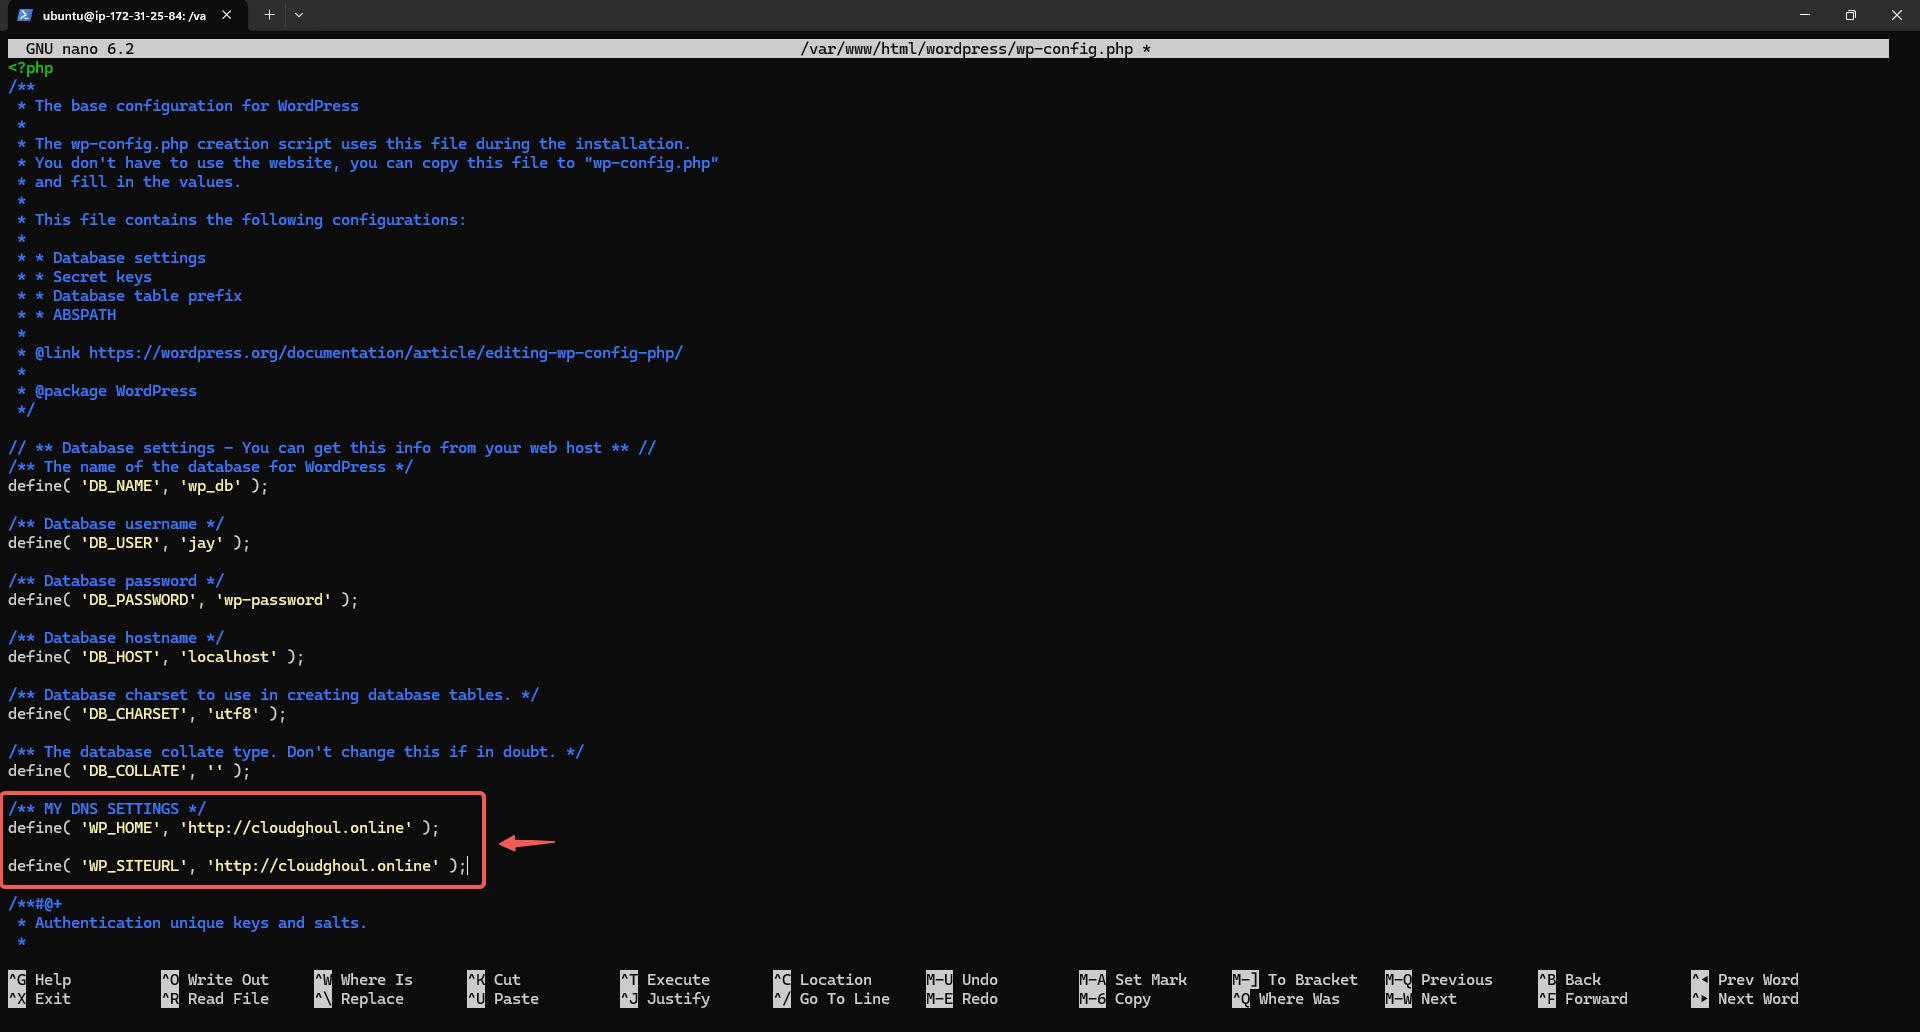 ubuntu@ip-172-31-25-84: /va
GNU nano 6.2 /var/www/html/wordpress/wp-config.php *
<?php
/**
 * The base configuration for WordPress
 *
 * The wp-config.php creation script uses this file during the installation.
 * You don't have to use the website, you can copy this file to "wp-config.php"
 * and fill in the values.
 *
 * This file contains the following configurations:
 *
 * * Database settings
 * * Secret keys
 * * Database table prefix
 * * ABSPATH
 *
 * @link https://wordpress.org/documentation/article/editing-wp-config-php/
 *
 * @package WordPress
 */
// ** Database settings - You can get this info from your web host ** //
/** The name of the database for WordPress */
define( 'DB_NAME', 'wp_db' );
/** Database username */
define( 'DB_USER', 'jay' );
/** Database password */
define( 'DB_PASSWORD', 'wp-password' );
/** Database hostname */
define( 'DB_HOST', 'localhost' );
/** Database charset to use in creating database tables. */
define( 'DB_CHARSET', 'utf8' );
/** The database collate type. Don't change this if in doubt. */
define( 'DB_COLLATE', '' );
/** MY DNS SETTINGS */
define( 'WP_HOME', 'http://cloudghoul.online' );
define( 'WP_SITEURL', 'http://cloudghoul.online' );
/**#@+
 * Authentication unique keys and salts.
 *
^G Help ^O Write Out ^W Where Is ^K Cut ^T Execute ^C Location M-U Undo M-A Set Mark M-] To Bracket M-Q Previous ^B Back ^◂ Prev Word
^X Exit ^R Read File ^\ Replace ^U Paste ^J Justify ^/ Go To Line M-E Redo M-6 Copy ^Q Where Was M-W Next ^F Forward ^▸ Next Word